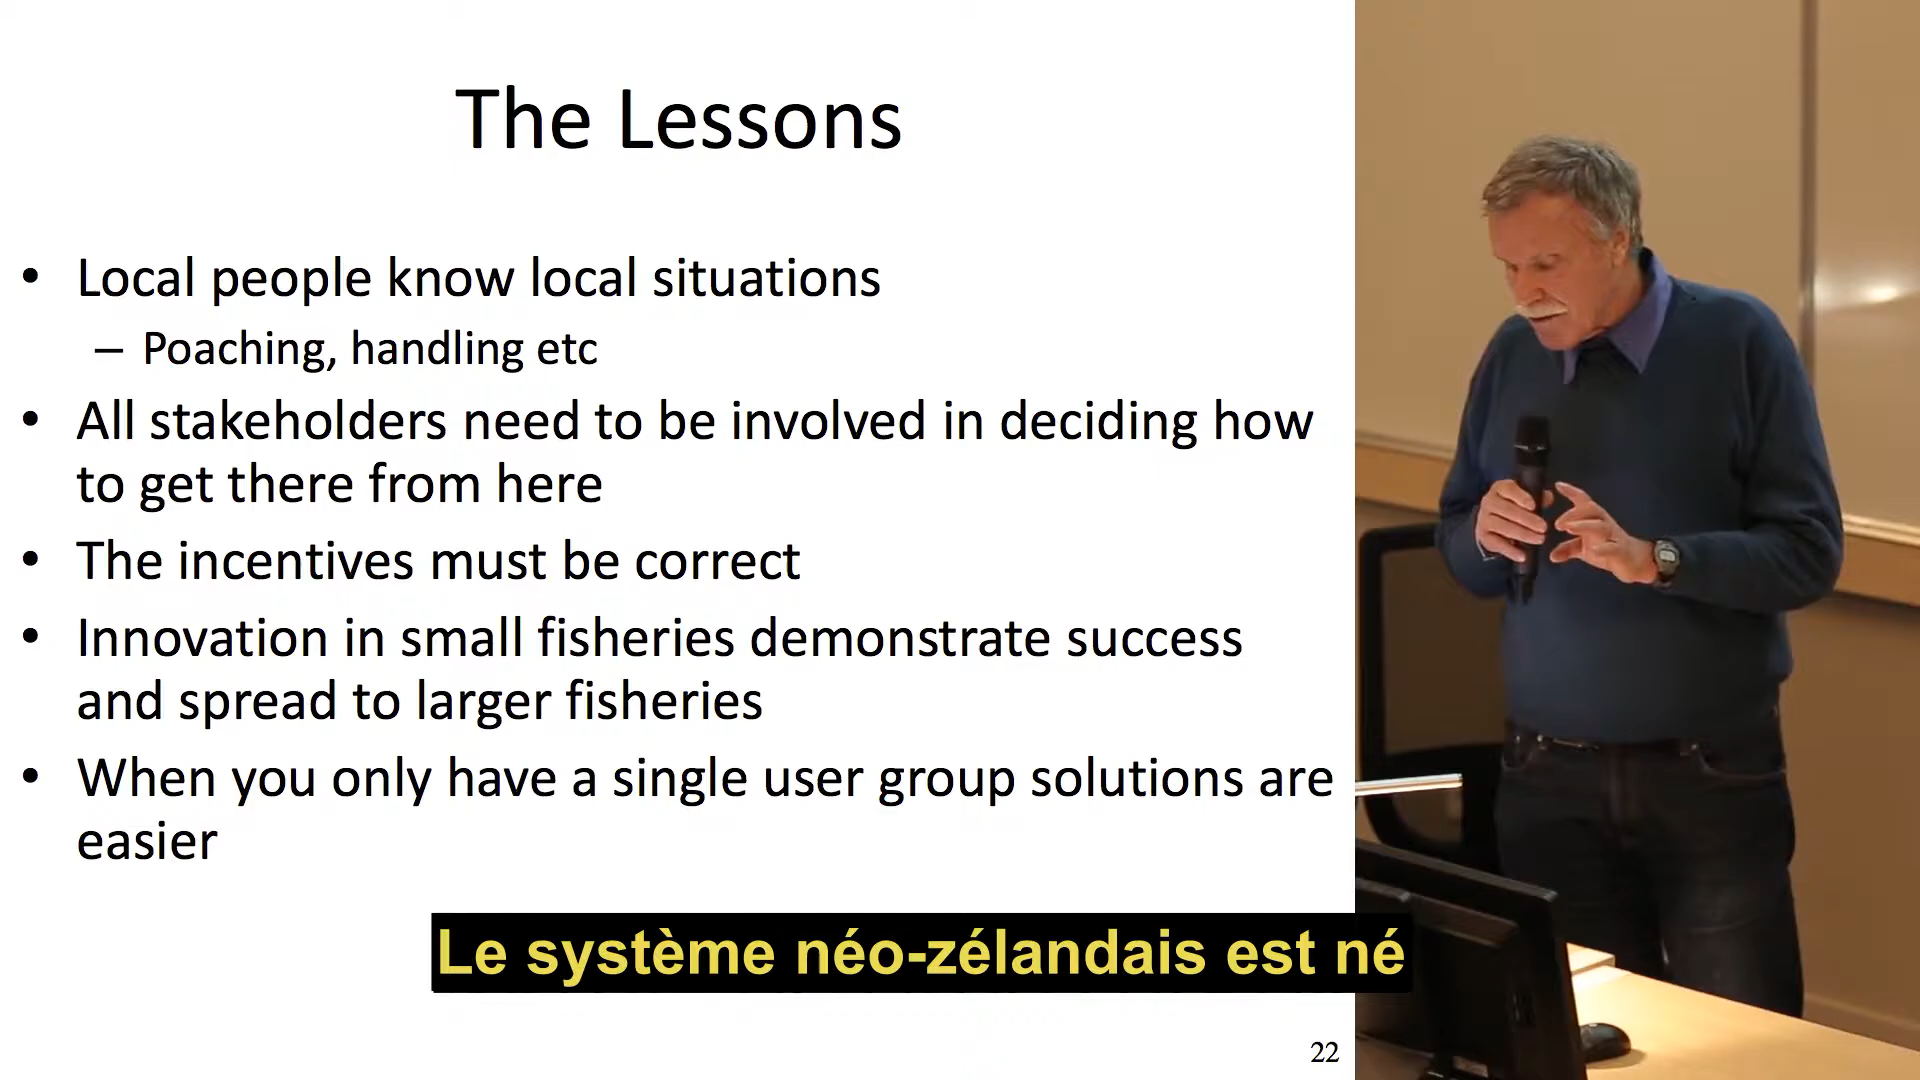 The Lessons
• Local people know local situations
– Poaching, handling etc
• All stakeholders need to be involved in deciding how
to get there from here
• The incentives must be correct
• Innovation in small fisheries demonstrate success
and spread to larger fisheries
• When you only have a single user group solutions are
easier
Le système néo-zélandais est né
22